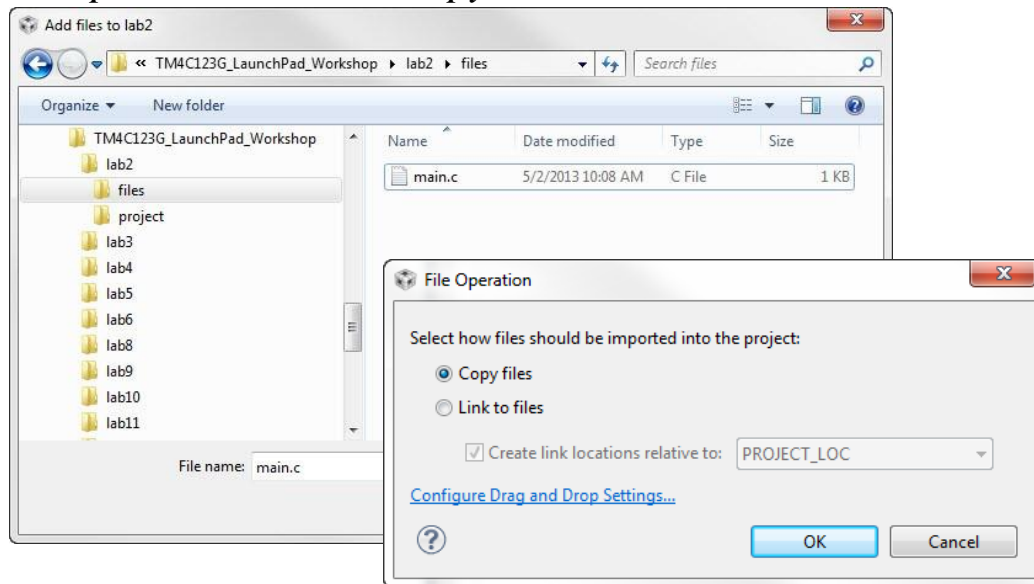 Add files to lab2
« TM4C123G_LaunchPad_Workshop ▸ lab2 ▸ files
Search files
Organize ▾ New folder
TM4C123G_LaunchPad_Workshop
lab2
files
project
lab3
lab4
lab5
lab6
lab8
lab9
lab10
lab11
Name Date modified Type Size
main.c 5/2/2013 10:08 AM C File 1 KB
File name: main.c
File Operation
Select how files should be imported into the project:
Copy files
Link to files
Create link locations relative to: PROJECT_LOC
Configure Drag and Drop Settings...
OK Cancel